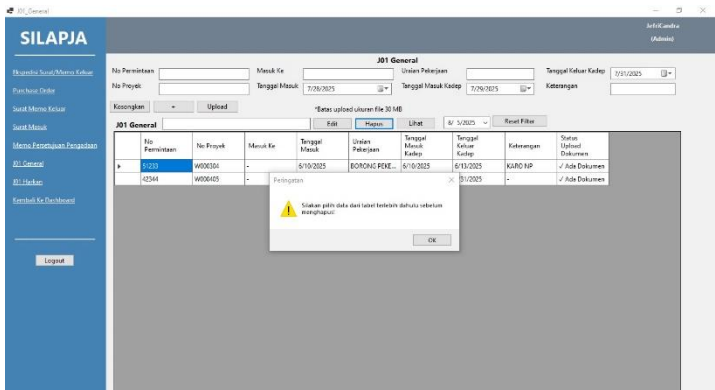 J01_General
SILAPJA
JefriCandra
(Admin)
Ekspedisi Surat/Memo Keluar
Purchase Order
Surat Memo Keluar
Surat Masuk
Memo Persetujuan Pengadaan
J01 General
J01 Harkan
Kembali Ke Dashboard
Logout
J01 General
No Permintaan
Masuk Ke
Uraian Pekerjaan
Tanggal Keluar Kadep 7/31/2025
No Proyek
Tanggal Masuk 7/28/2025
Tanggal Masuk Kadep 7/29/2025
Keterangan
Kosongkan + Upload
*Batas upload ukuran file 30 MB
J01 General
Edit Hapus Lihat 8/ 5/2025 Reset Filter
No Permintaan No Proyek Masuk Ke Tanggal Masuk Uraian Pekerjaan Tanggal Masuk Kadep Tanggal Keluar Kadep Keterangan Status Upload Dokumen
51233 W000304 - 6/10/2025 BORONG PEKE... 6/10/2025 6/13/2025 KARO NP ✓ Ada Dokumen
42344 W000405 - /31/2025 - ✓ Ada Dokumen
Peringatan
Silakan pilih data dari tabel terlebih dahulu sebelum
menghapus!
OK